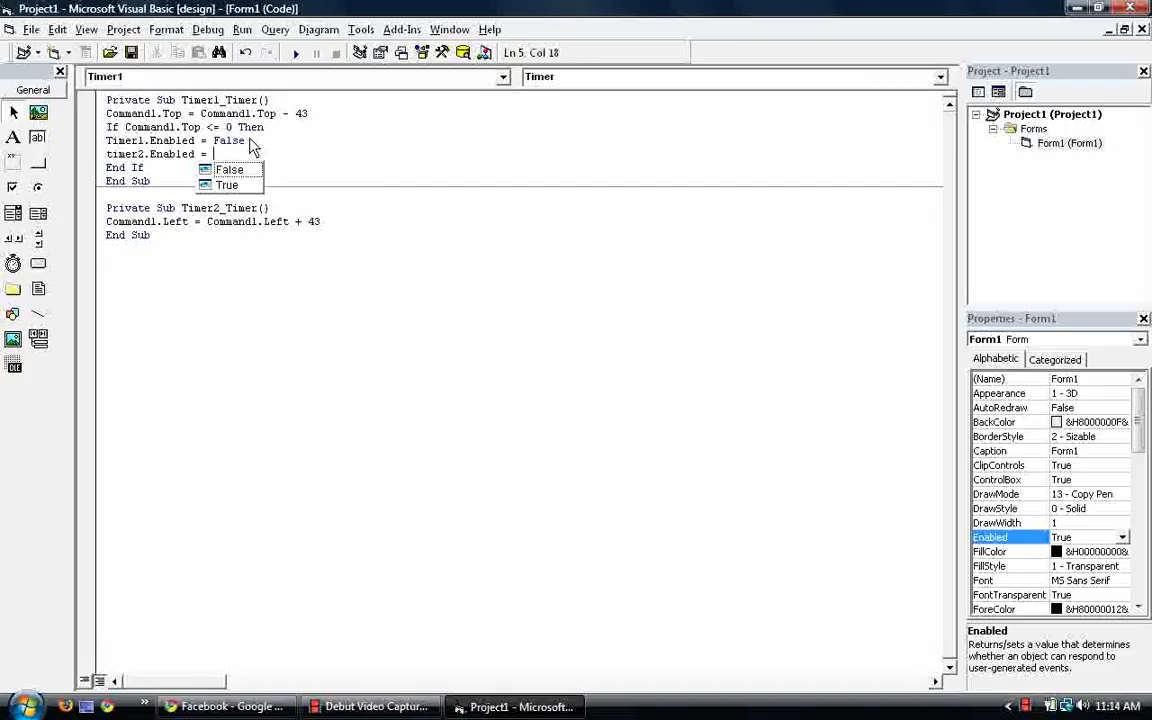 Project1 - Microsoft Visual Basic [design] - [Form1 (Code)]
File Edit View Project Format Debug Run Query Diagram Tools Add-Ins Window Help
Ln 5, Col 18
General
Timer1
Timer
Private Sub Timer1_Timer()
Command1.Top = Command1.Top - 43
If Command1.Top <= 0 Then
Timer1.Enabled = False
timer2.Enabled =
End If
End Sub
False
True
Private Sub Timer2_Timer()
Command1.Left = Command1.Left + 43
End Sub
Project - Project1
Project1 (Project1)
Forms
Form1 (Form1)
Properties - Form1
Form1 Form
Alphabetic Categorized
(Name) Form1
Appearance 1 - 3D
AutoRedraw False
BackColor &H8000000F&
BorderStyle 2 - Sizable
Caption Form1
ClipControls True
ControlBox True
DrawMode 13 - Copy Pen
DrawStyle 0 - Solid
DrawWidth 1
Enabled True
FillColor &H00000000&
FillStyle 1 - Transparent
Font MS Sans Serif
FontTransparent True
ForeColor &H80000012&
Enabled
Returns/sets a value that determines
whether an object can respond to
user-generated events.
Facebook - Google ...
Debut Video Captur...
Project1 - Microsoft...
11:14 AM